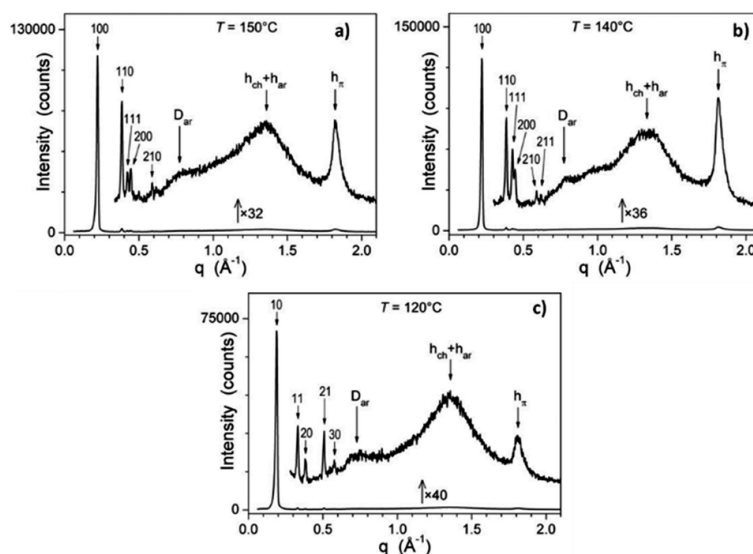 a)
T = 150°C
130000
100
110
111
200
210
D_ar
h_ch+h_ar
h_π
×32
0
0.0 0.5 1.0 1.5 2.0
q (Å⁻¹)
Intensity (counts)
b)
T = 140°C
150000
100
110
111
200
210
211
D_ar
h_ch+h_ar
h_π
×36
0
0.0 0.5 1.0 1.5 2.0
q (Å⁻¹)
Intensity (counts)
c)
T = 120°C
75000
10
11
20
21
30
D_ar
h_ch+h_ar
h_π
×40
0
0.0 0.5 1.0 1.5 2.0
q (Å⁻¹)
Intensity (counts)